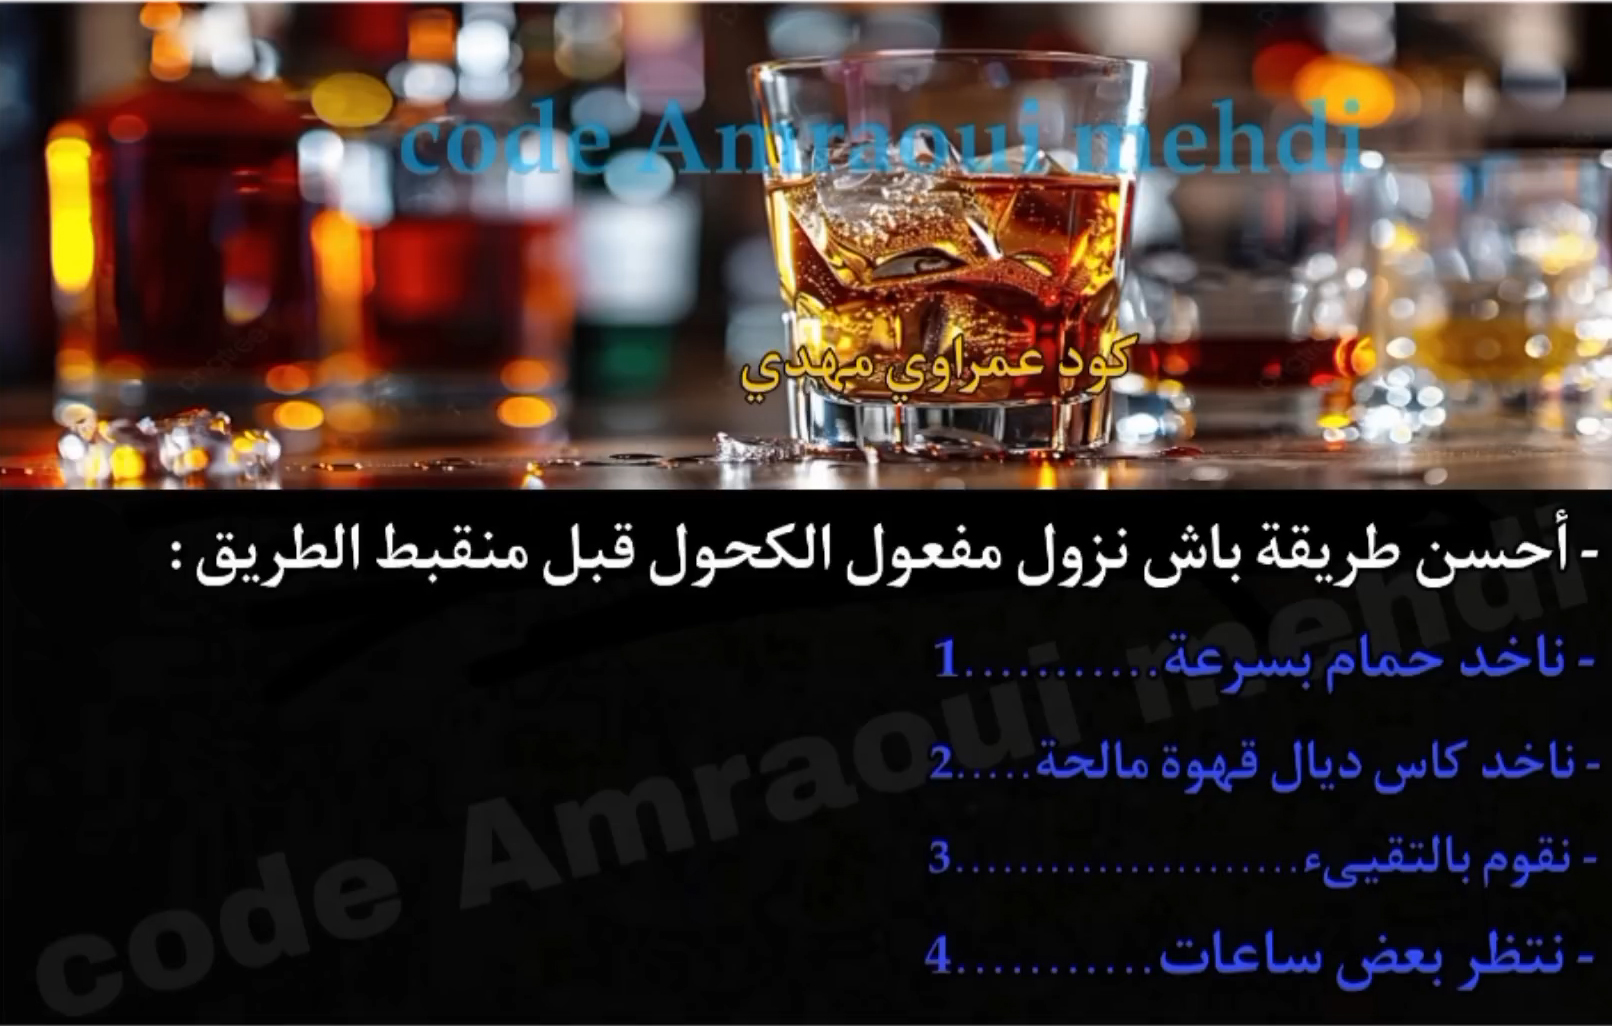 code Amraoui mehdi
كود عمراوي مهدي
- أحسن طريقة باش نزول مفعول الكحول قبل منقبط الطريق :
- ناخد حمام بسرعة...........1
- ناخد كاس ديال قهوة مالحة.....2
- نقوم بالتقييء......................3
- نتظر بعض ساعات...........4
code Amraoui mehdi